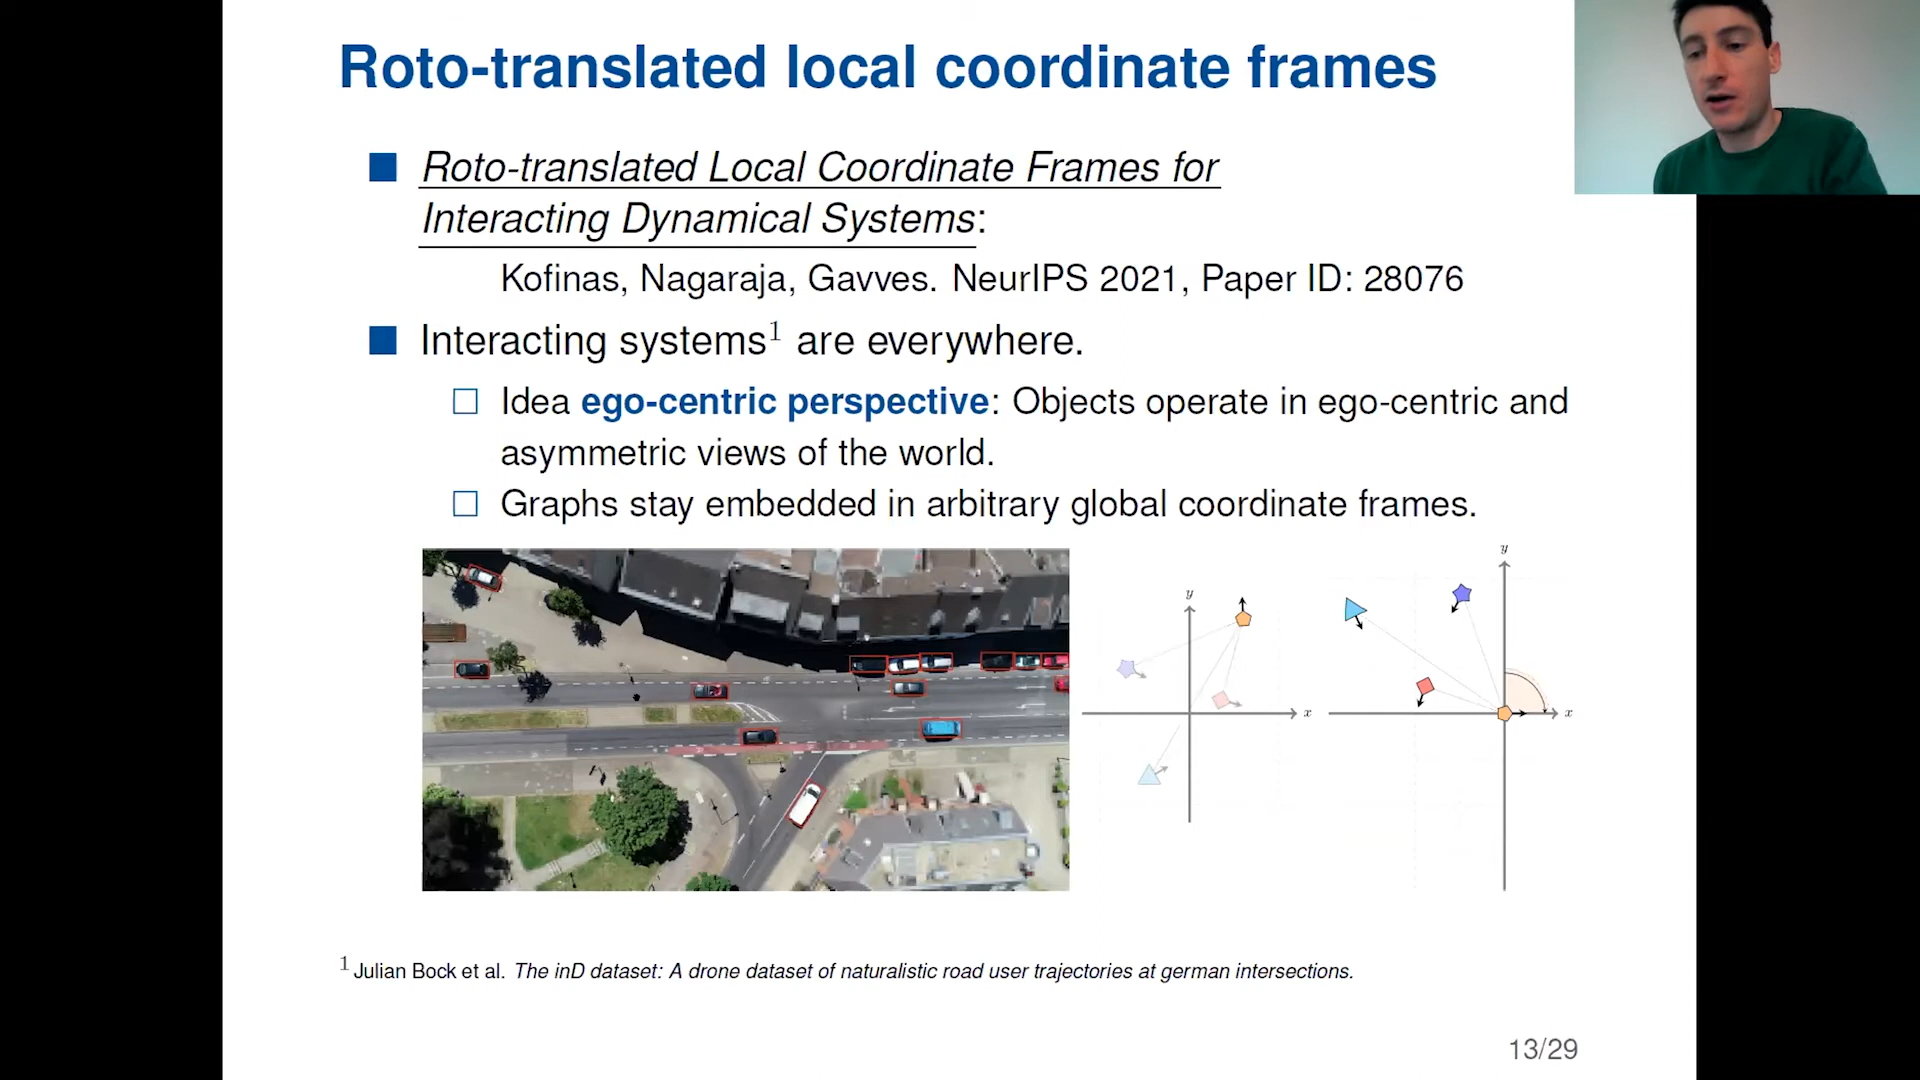 Roto-translated local coordinate frames
Roto-translated Local Coordinate Frames for
Interacting Dynamical Systems:
Kofinas, Nagaraja, Gavves. NeurIPS 2021, Paper ID: 28076
Interacting systems¹ are everywhere.
Idea ego-centric perspective: Objects operate in ego-centric and
asymmetric views of the world.
Graphs stay embedded in arbitrary global coordinate frames.
y
x
y
x
1 Julian Bock et al. The inD dataset: A drone dataset of naturalistic road user trajectories at german intersections.
13/29